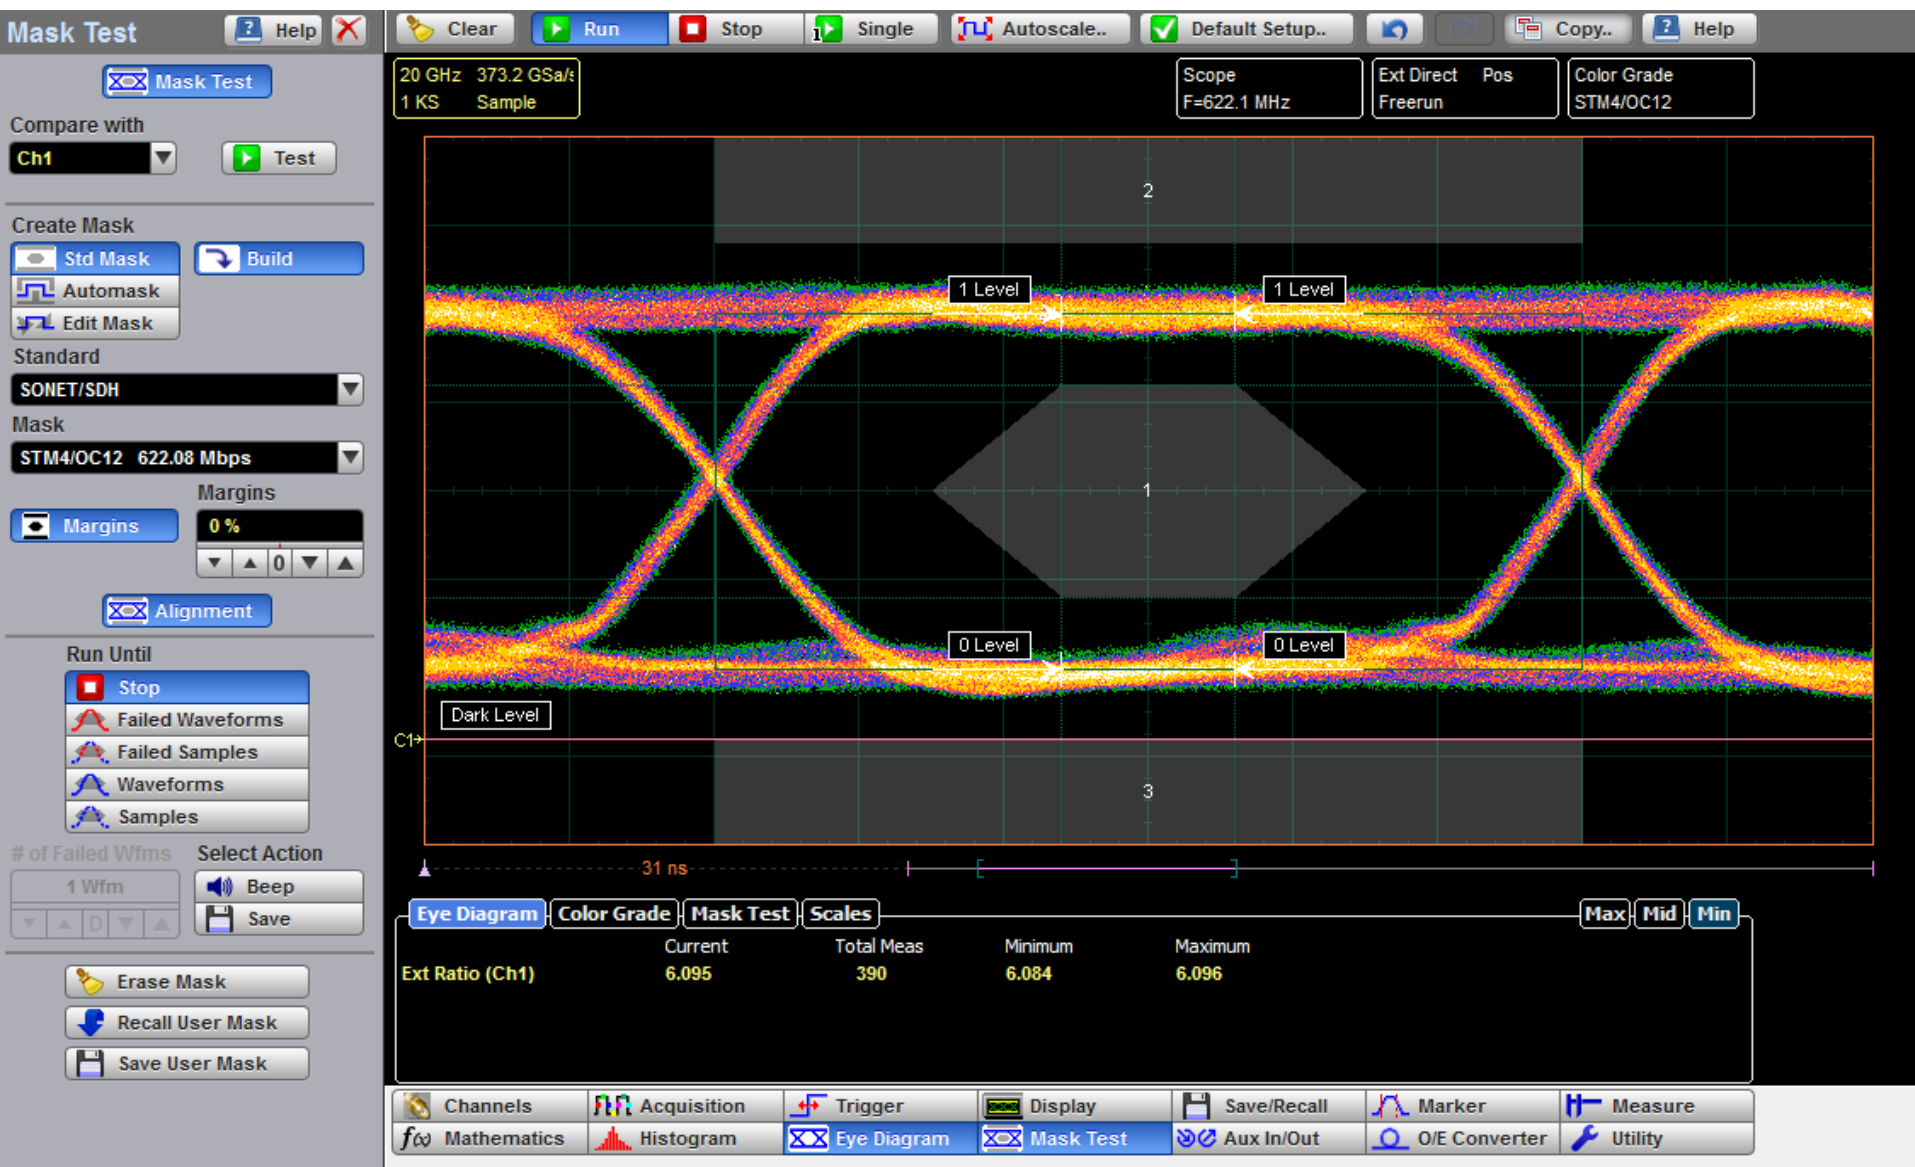 Mask Test
Help
Clear
Run
Stop
Single
Autoscale..
Default Setup..
Copy..
Help
Mask Test
Compare with
Ch1
Test
Create Mask
Std Mask
Build
Automask
Edit Mask
Standard
SONET/SDH
Mask
STM4/OC12 622.08 Mbps
Margins
Margins
0 %
0
Alignment
Run Until
Stop
Failed Waveforms
Failed Samples
Waveforms
Samples
# of Failed Wfms
Select Action
1 Wfm
Beep
D
Save
Erase Mask
Recall User Mask
Save User Mask
20 GHz 373.2 GSa/s
1 KS Sample
Scope
F=622.1 MHz
Ext Direct Pos
Freerun
Color Grade
STM4/OC12
2
1 Level
1 Level
1
0 Level
0 Level
Dark Level
C1
3
31 ns
Eye Diagram
Color Grade
Mask Test
Scales
Max
Mid
Min
Current Total Meas Minimum Maximum
Ext Ratio (Ch1) 6.095 390 6.084 6.096
Channels
Acquisition
Trigger
Display
Save/Recall
Marker
Measure
f(x) Mathematics
Histogram
Eye Diagram
Mask Test
Aux In/Out
O/E Converter
Utility